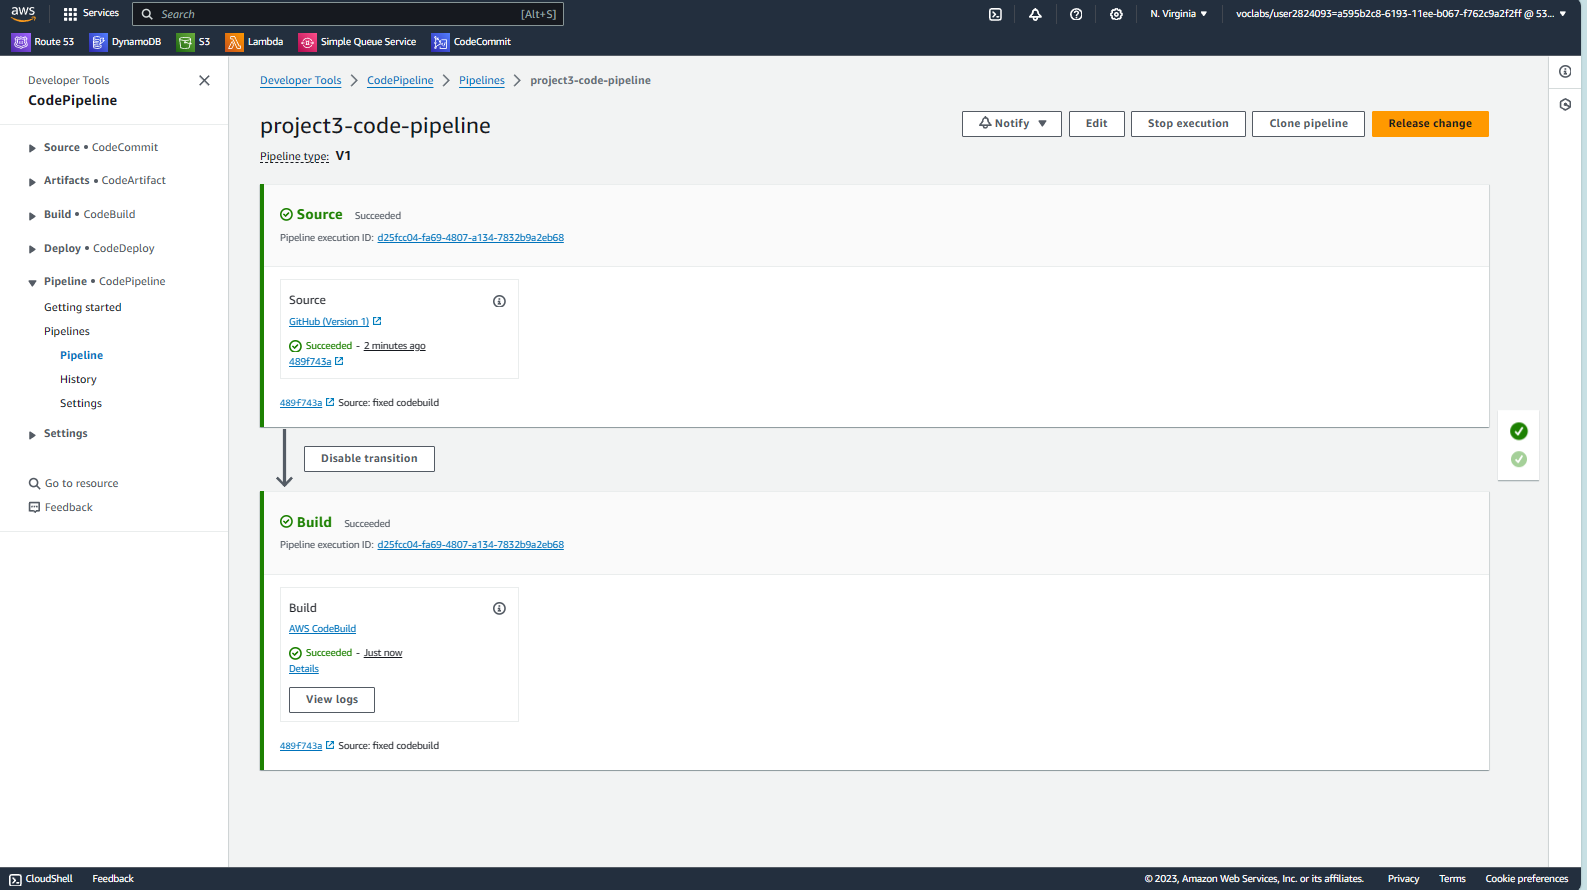 aws Services Search [Alt+S] N. Virginia ▼ voclabs/user2824093=a595b2c8-6193-11ee-b067-f762c9a2f2ff @ 53... ▼
Route 53 DynamoDB S3 Lambda Simple Queue Service CodeCommit
Developer Tools
CodePipeline
Source • CodeCommit
Artifacts • CodeArtifact
Build • CodeBuild
Deploy • CodeDeploy
Pipeline • CodePipeline
Getting started
Pipelines
Pipeline
History
Settings
Settings
Go to resource
Feedback
Developer Tools > CodePipeline > Pipelines > project3-code-pipeline
project3-code-pipeline
Notify ▼ Edit Stop execution Clone pipeline Release change
Pipeline type: V1
Source Succeeded
Pipeline execution ID: d25fcc04-fa69-4807-a134-7832b9a2eb68
Source
GitHub (Version 1)
Succeeded - 2 minutes ago
489f743a
489f743a Source: fixed codebuild
Disable transition
Build Succeeded
Pipeline execution ID: d25fcc04-fa69-4807-a134-7832b9a2eb68
Build
AWS CodeBuild
Succeeded - Just now
Details
View logs
489f743a Source: fixed codebuild
CloudShell Feedback © 2023, Amazon Web Services, Inc. or its affiliates. Privacy Terms Cookie preferences